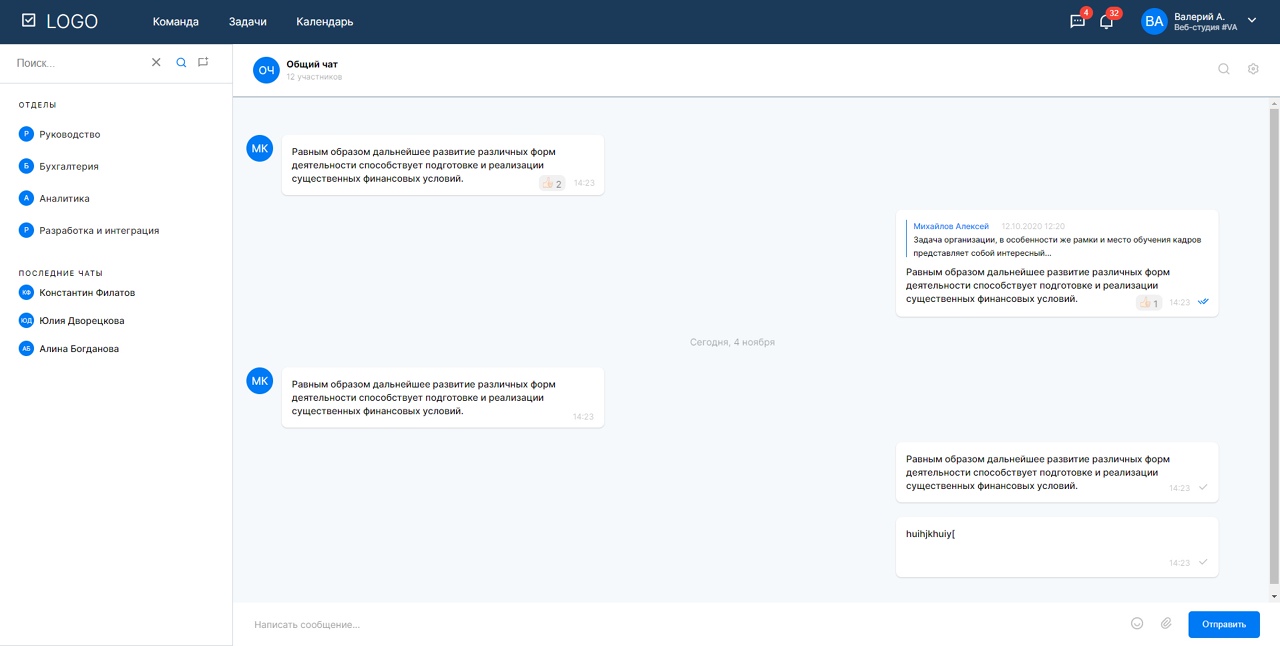 LOGO Команда Задачи Календарь 4 32 ВА Валерий А.
Веб-студия #VA
Поиск...
ОТДЕЛЫ
Р Руководство
Б Бухгалтерия
А Аналитика
Р Разработка и интеграция
ПОСЛЕДНИЕ ЧАТЫ
КФ Константин Филатов
ЮД Юлия Дворецкова
АБ Алина Богданова
ОЧ Общий чат
12 участников
МК
Равным образом дальнейшее развитие различных форм
деятельности способствует подготовке и реализации
существенных финансовых условий.
2 14:23
Михайлов Алексей 12.10.2020 12:20
Задача организации, в особенности же рамки и место обучения кадров
представляет собой интересный...
Равным образом дальнейшее развитие различных форм
деятельности способствует подготовке и реализации
существенных финансовых условий.
1 14:23
Сегодня, 4 ноября
МК
Равным образом дальнейшее развитие различных форм
деятельности способствует подготовке и реализации
существенных финансовых условий.
14:23
Равным образом дальнейшее развитие различных форм
деятельности способствует подготовке и реализации
существенных финансовых условий.
14:23
huihjkhuiy[
14:23
Написать сообщение...
Отправить